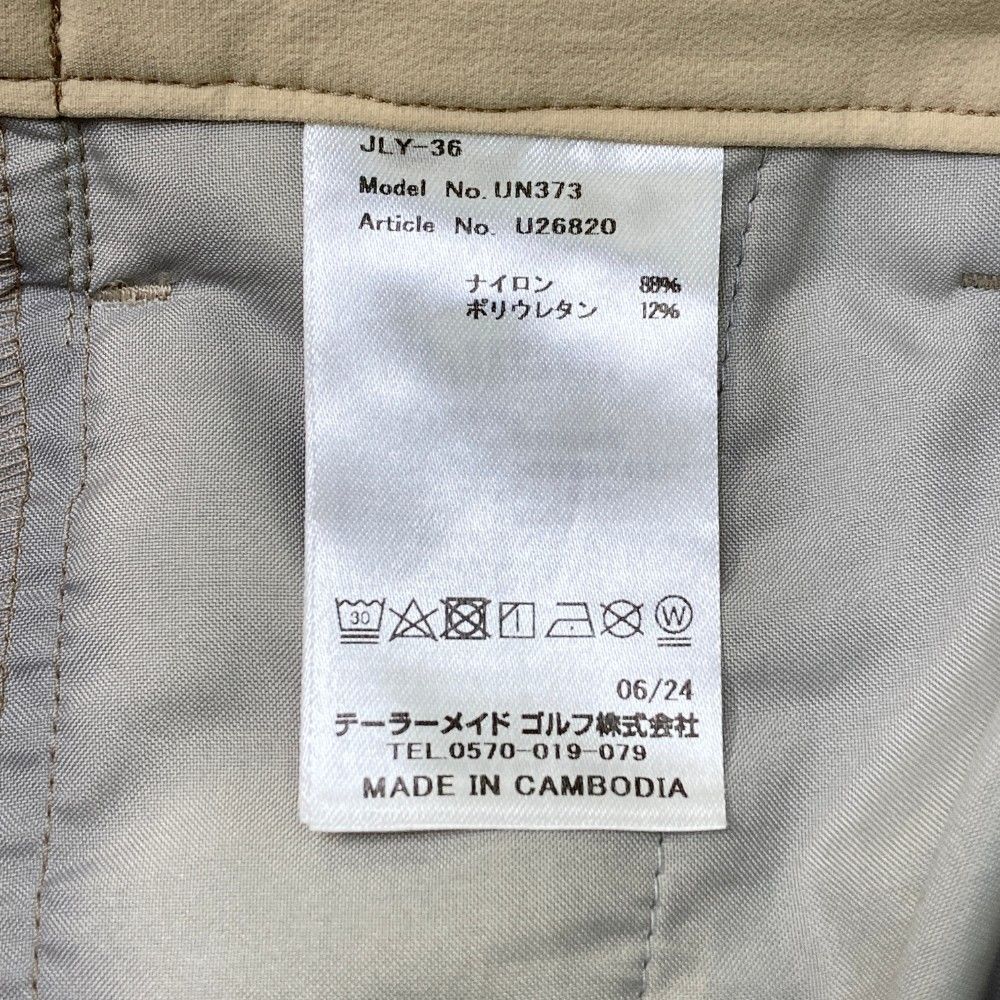 JLY-36
Model No. UN373
Article No. U26820
ナイロン 88%
ポリウレタン 12%
30
W
06/24
テーラーメイド ゴルフ株式会社
TEL.0570-019-079
MADE IN CAMBODIA